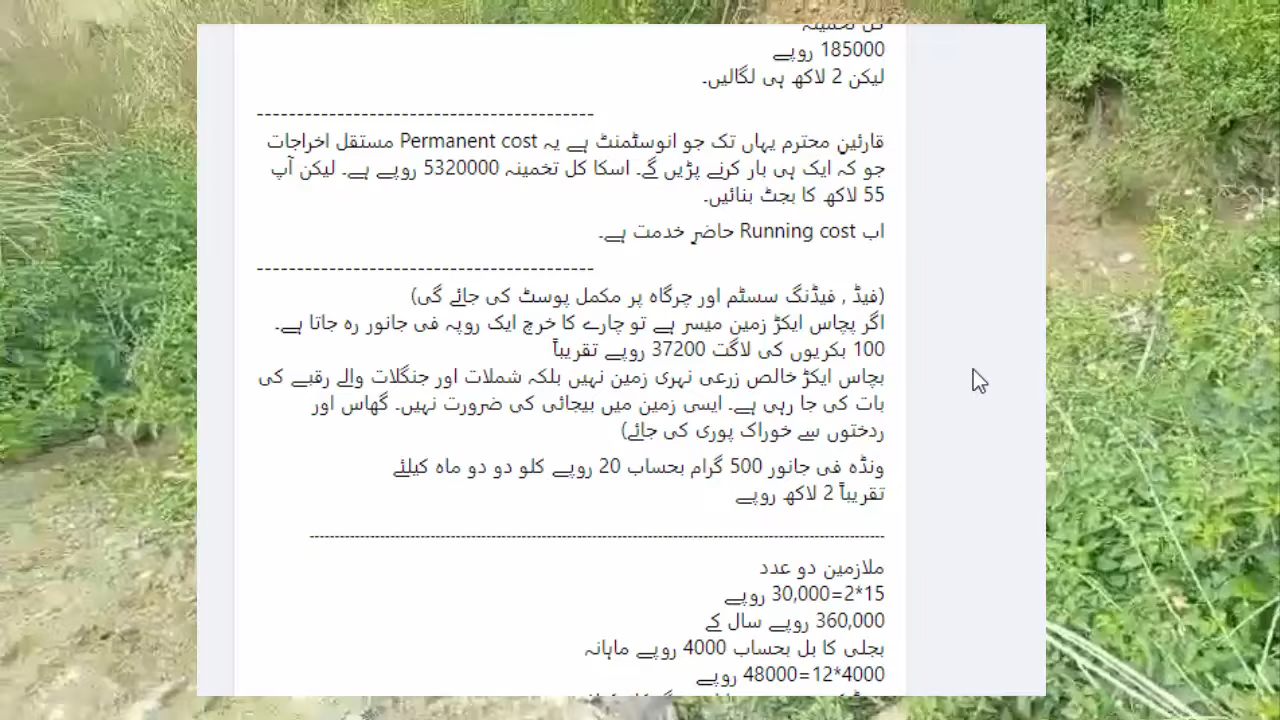 185000 روپے
لیکن 2 لاکھ ہی لگالیں۔
------------------------------------------
قارئین محترم یہاں تک جو انوسٹمنٹ ہے یہ Permanent cost مستقل اخراجات
جو کہ ایک ہی بار کرنے پڑیں گے۔ اسکا کل تخمینہ 5320000 روپے ہے۔ لیکن آپ
55 لاکھ کا بجٹ بنائیں۔
اب Running cost حاضرِ خدمت ہے۔
------------------------------------------
(فیڈ , فیڈنگ سسٹم اور چرگاہ پر مکمل پوسٹ کی جائے گی)
اگر پچاس ایکڑ زمین میسر ہے تو چارے کا خرچ ایک روپہ فی جانور رہ جاتا ہے۔
100 بکریوں کی لاگت 37200 روپے تقریباً
بچاس ایکڑ خالص زرعی نہری زمین نہیں بلکہ شملات اور جنگلات والے رقبے کی
بات کی جا رہی ہے۔ ایسی زمین میں بیجائی کی ضرورت نہیں۔ گھاس اور
ردختوں سے خوراک پوری کی جائے)
ونڈہ فی جانور 500 گرام بحساب 20 روپے کلو دو دو ماہ کیلئے
تقریباً 2 لاکھ روپے
------------------------------------------------------------------------------------------------
ملازمین دو عدد
15*2=30,000 روپے
360,000 روپے سال کے
بجلی کا بل بحساب 4000 روپے ماہانہ
4000*12=48000 روپے